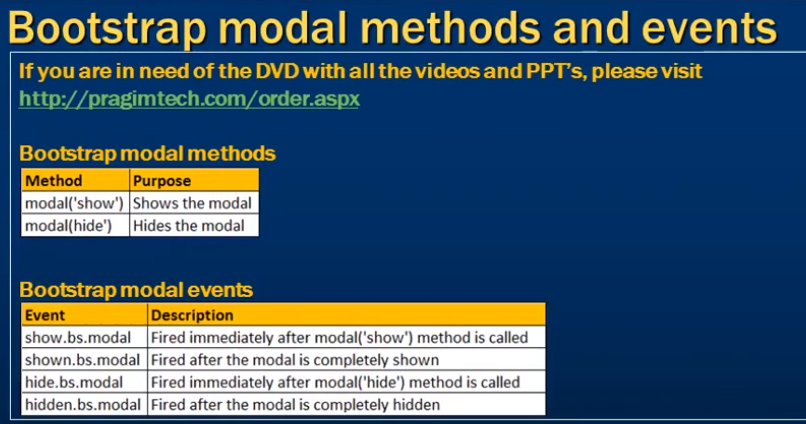 Bootstrap modal methods and events
If you are in need of the DVD with all the videos and PPT's, please visit
http://pragimtech.com/order.aspx
Bootstrap modal methods
Method Purpose
modal('show') Shows the modal
modal(hide') Hides the modal
Bootstrap modal events
Event Description
show.bs.modal Fired immediately after modal('show') method is called
shown.bs.modal Fired after the modal is completely shown
hide.bs.modal Fired immediately after modal('hide') method is called
hidden.bs.modal Fired after the modal is completely hidden